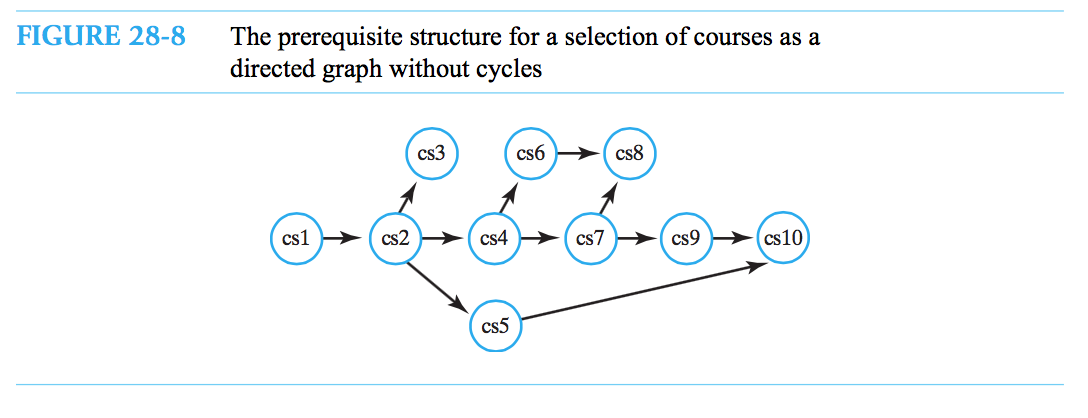 FIGURE 28-8 The prerequisite structure for a selection of courses as a
directed graph without cycles
cs3 cs6 cs8
cs1 cs2 cs4 cs7 cs9 cs10
cs5